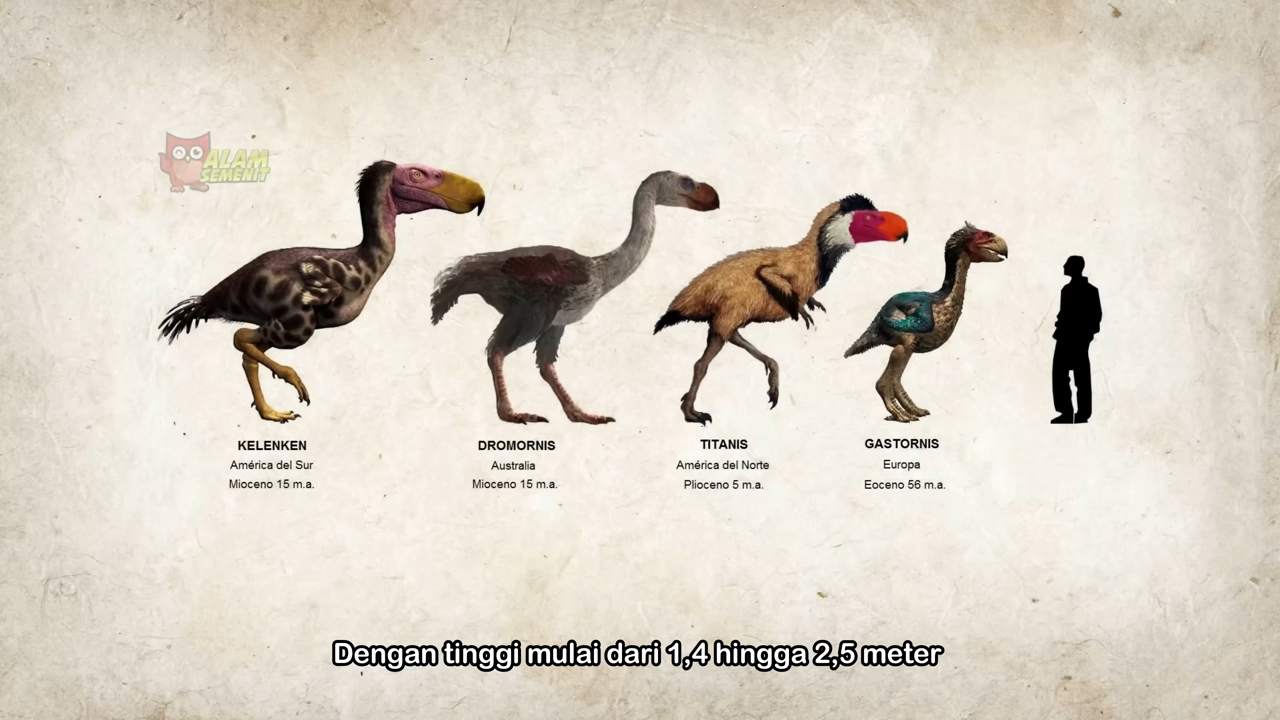 ALAM
SEMENIT
KELENKEN
América del Sur
Mioceno 15 m.a.
DROMORNIS
Australia
Mioceno 15 m.a.
TITANIS
América del Norte
Plioceno 5 m.a.
GASTORNIS
Europa
Eoceno 56 m.a.
Dengan tinggi mulai dari 1,4 hingga 2,5 meter